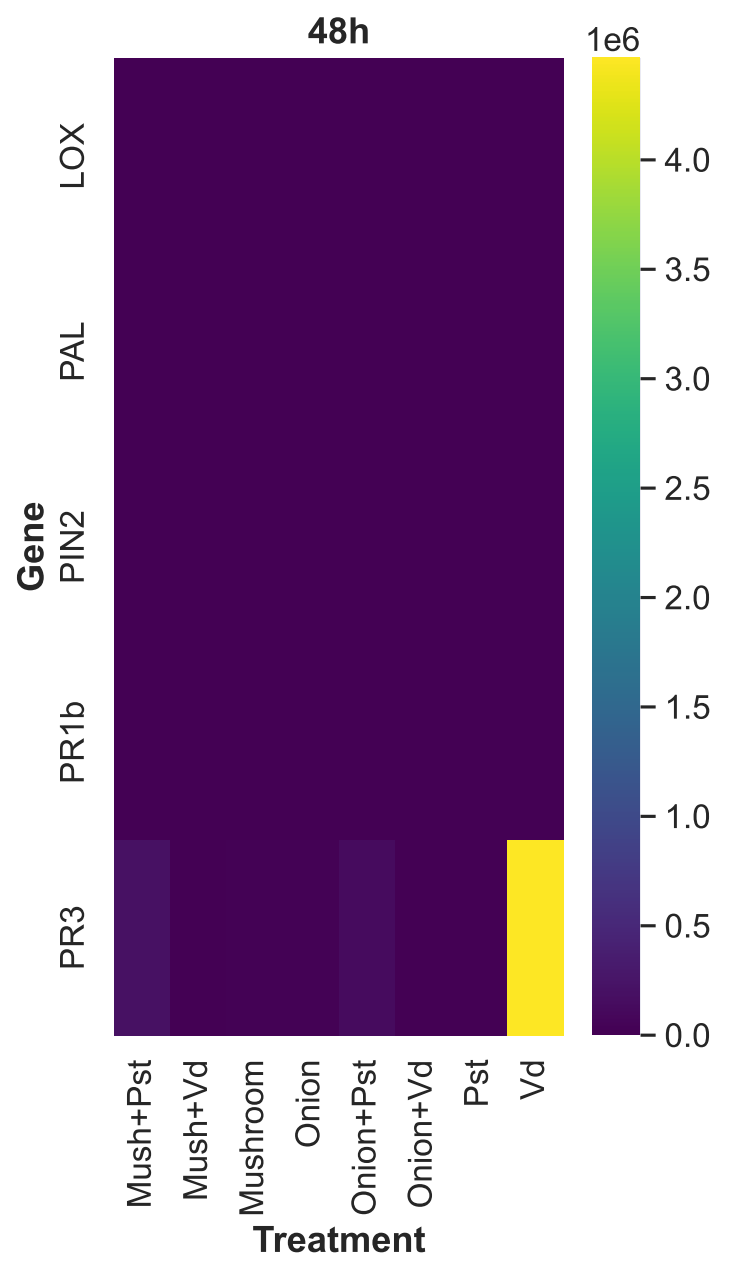 48h
1e6
LOX
PAL
PIN2
PR1b
PR3
Gene
4.0
3.5
3.0
2.5
2.0
1.5
1.0
0.5
0.0
Mush+Pst
Mush+Vd
Mushroom
Onion
Onion+Pst
Onion+Vd
Pst
Vd
Treatment